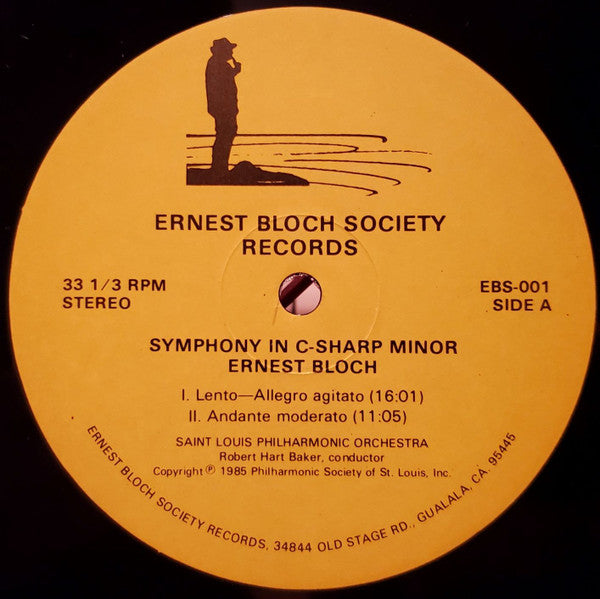 ERNEST BLOCH SOCIETY
RECORDS
33 1/3 RPM
STEREO
EBS-001
SIDE A
SYMPHONY IN C-SHARP MINOR
ERNEST BLOCH
I. Lento—Allegro agitato (16:01)
II. Andante moderato (11:05)
SAINT LOUIS PHILHARMONIC ORCHESTRA
Robert Hart Baker, conductor
Copyright ℗ 1985 Philharmonic Society of St. Louis, Inc.
ERNEST BLOCH SOCIETY RECORDS, 34844 OLD STAGE RD., GUALALA, CA. 95445